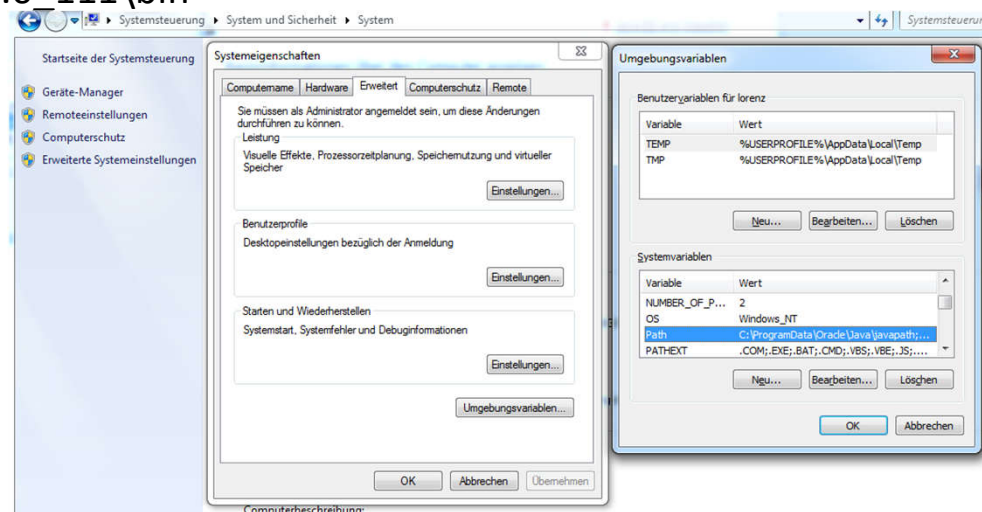 \bin
Systemsteuerung ▸ System und Sicherheit ▸ System
Startseite der Systemsteuerung
Geräte-Manager
Remoteeinstellungen
Computerschutz
Erweiterte Systemeinstellungen
Systemeigenschaften
Computername Hardware Erweitert Computerschutz Remote
Sie müssen als Administrator angemeldet sein, um diese Änderungen
durchführen zu können.
Leistung
Visuelle Effekte, Prozessorzeitplanung, Speichernutzung und virtueller
Speicher
Einstellungen...
Benutzerprofile
Desktopeinstellungen bezüglich der Anmeldung
Einstellungen...
Starten und Wiederherstellen
Systemstart, Systemfehler und Debuginformationen
Einstellungen...
Umgebungsvariablen...
OK Abbrechen Übernehmen
Computerbeschreibung:
Umgebungsvariablen
Benutzervariablen für lorenz
Variable Wert
TEMP %USERPROFILE%\AppData\Local\Temp
TMP %USERPROFILE%\AppData\Local\Temp
Neu... Bearbeiten... Löschen
Systemvariablen
Variable Wert
NUMBER_OF_P... 2
OS Windows_NT
Path C:\ProgramData\Oracle\Java\javapath;...
PATHEXT .COM;.EXE;.BAT;.CMD;.VBS;.VBE;.JS;....
Neu... Bearbeiten... Löschen
OK Abbrechen